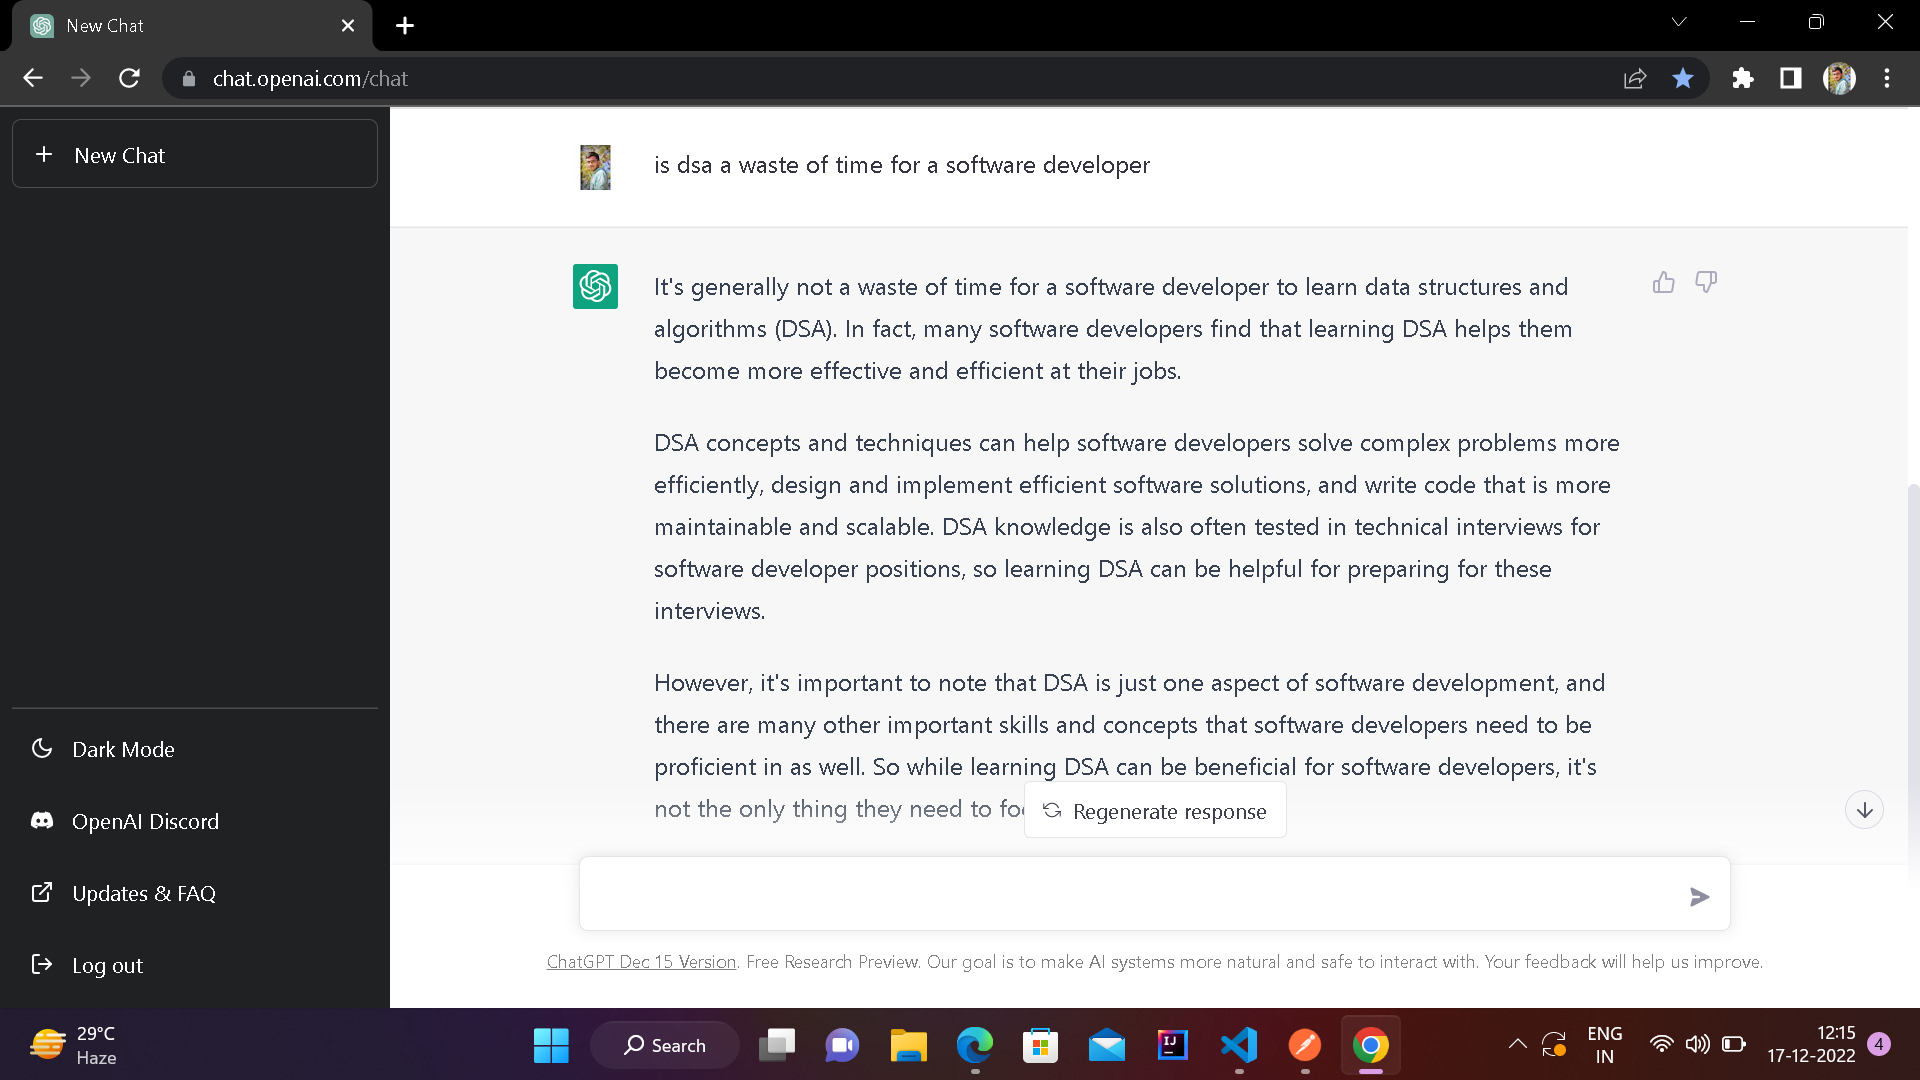 New Chat
chat.openai.com/chat
New Chat
is dsa a waste of time for a software developer
It's generally not a waste of time for a software developer to learn data structures and
algorithms (DSA). In fact, many software developers find that learning DSA helps them
become more effective and efficient at their jobs.
DSA concepts and techniques can help software developers solve complex problems more
efficiently, design and implement efficient software solutions, and write code that is more
maintainable and scalable. DSA knowledge is also often tested in technical interviews for
software developer positions, so learning DSA can be helpful for preparing for these
interviews.
However, it's important to note that DSA is just one aspect of software development, and
there are many other important skills and concepts that software developers need to be
proficient in as well. So while learning DSA can be beneficial for software developers, it's
not the only thing they need to
Regenerate response
Dark Mode
OpenAI Discord
Updates & FAQ
Log out
ChatGPT Dec 15 Version. Free Research Preview. Our goal is to make AI systems more natural and safe to interact with. Your feedback will help us improve.
29°C
Haze
Search
IJ
ENG
IN
12:15
17-12-2022
4